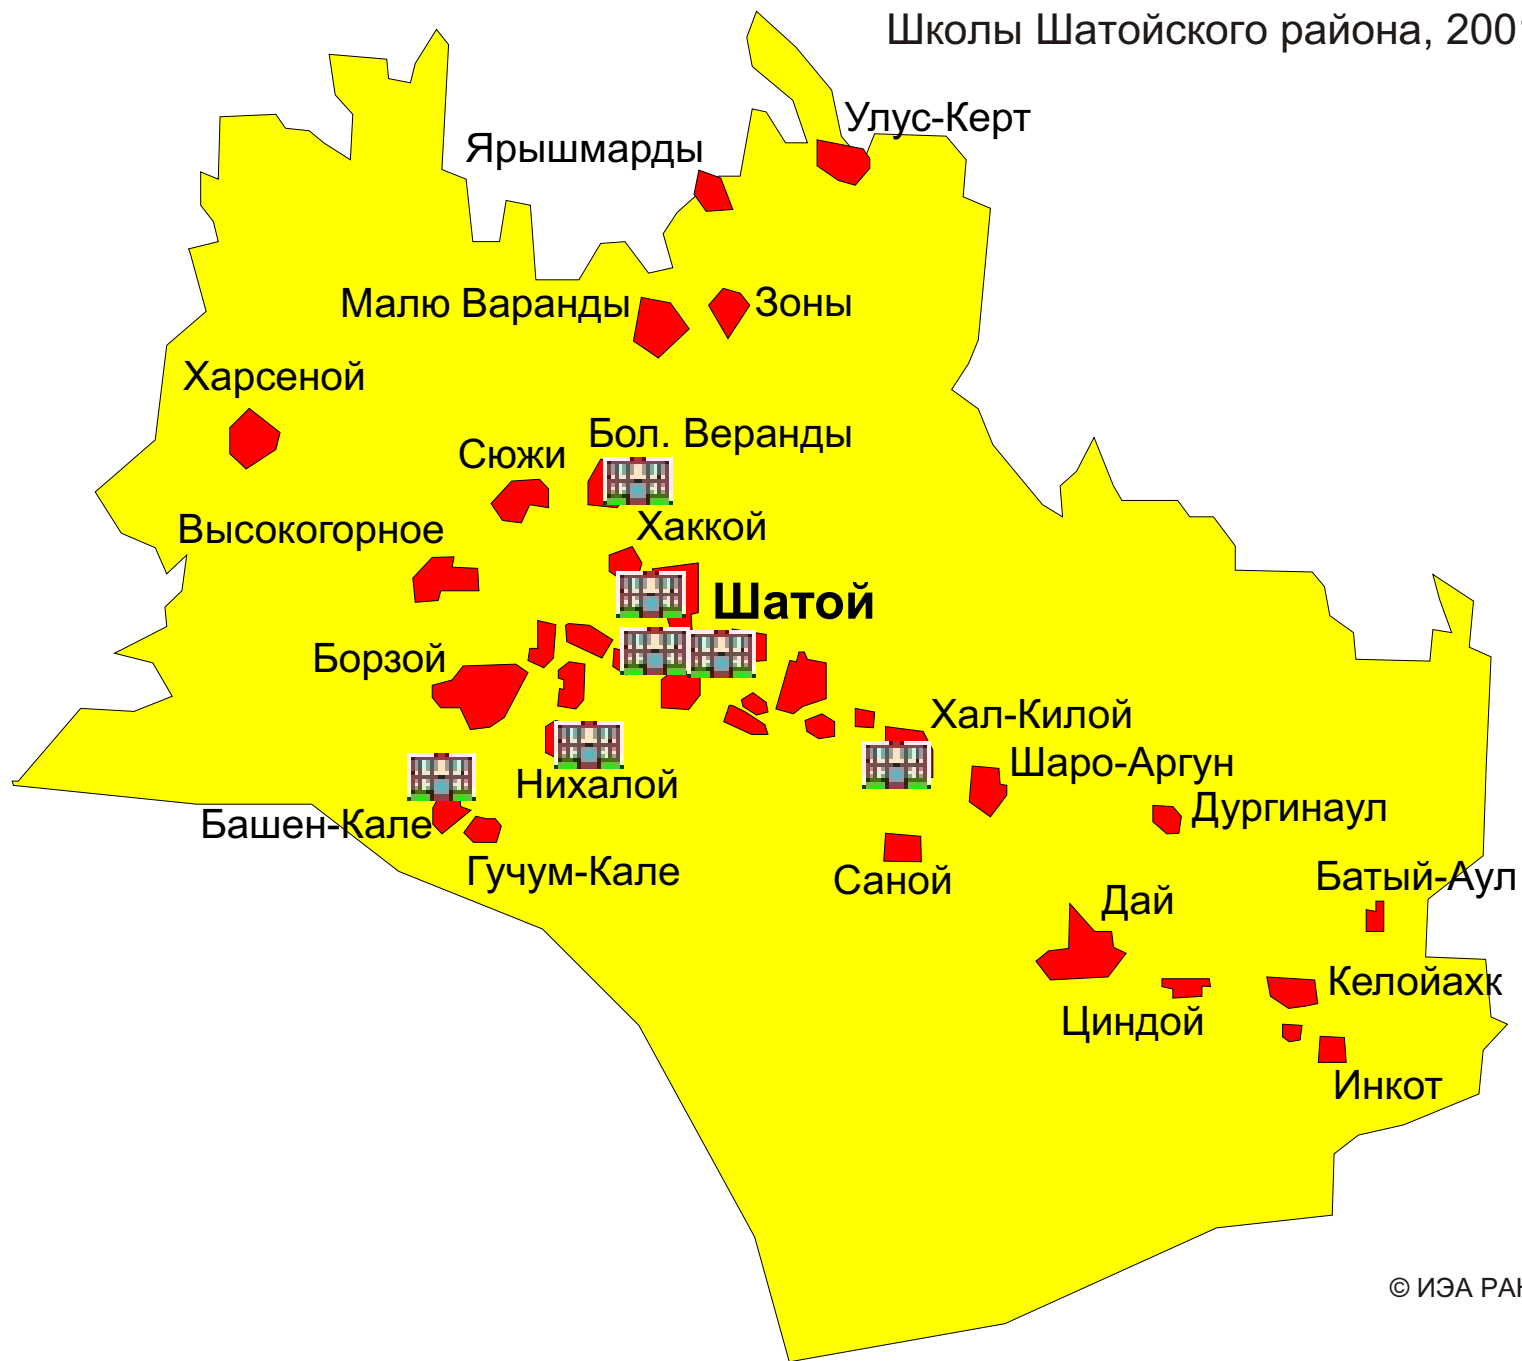 Школы Шатойского района, 200
Улус-Керт
Ярышмарды
Малю Варанды
Зоны
Харсеной
Бол. Веранды
Сюжи
Высокогорное
Хаккой
Шатой
Борзой
Хал-Килой
Шаро-Аргун
Нихалой
Дургинаул
Башен-Кале
Гучум-Кале
Саной
Батый-Аул
Дай
Келойахк
Циндой
Инкот
© ИЭА РАН